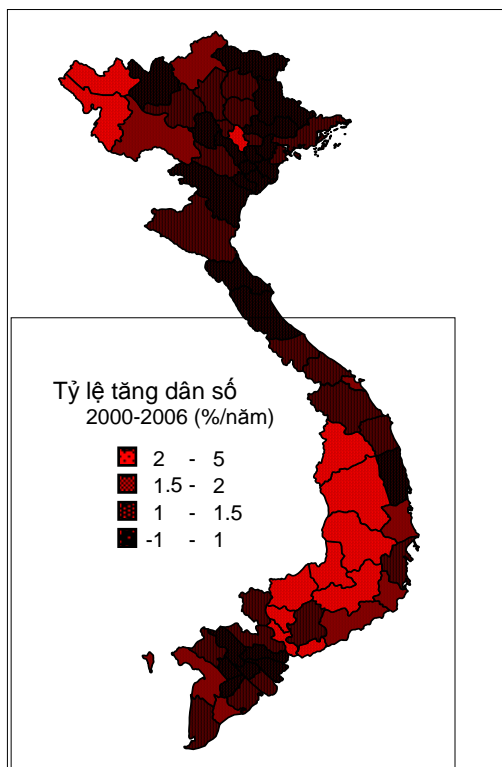 Tỷ lệ tăng dân số
2000-2006 (%/năm)
2 - 5
1.5 - 2
1 - 1.5
-1 - 1